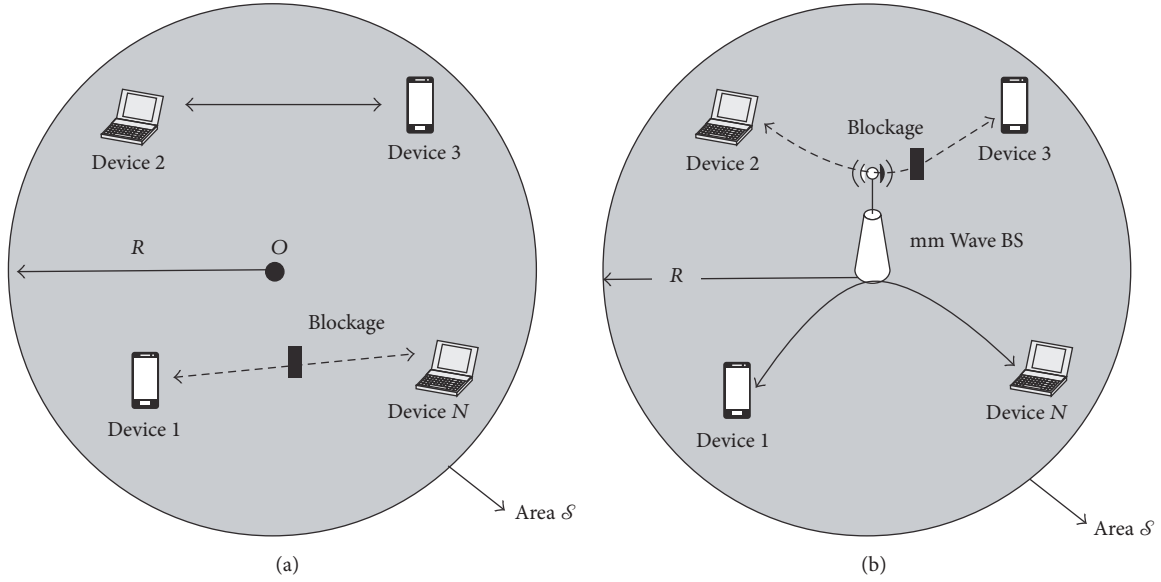 Device 2
Device 3
R
O
Blockage
Device 1
Device N
Area 𝒮
(a)
Blockage
Device 2
Device 3
mm Wave BS
R
Device 1
Device N
Area 𝒮
(b)